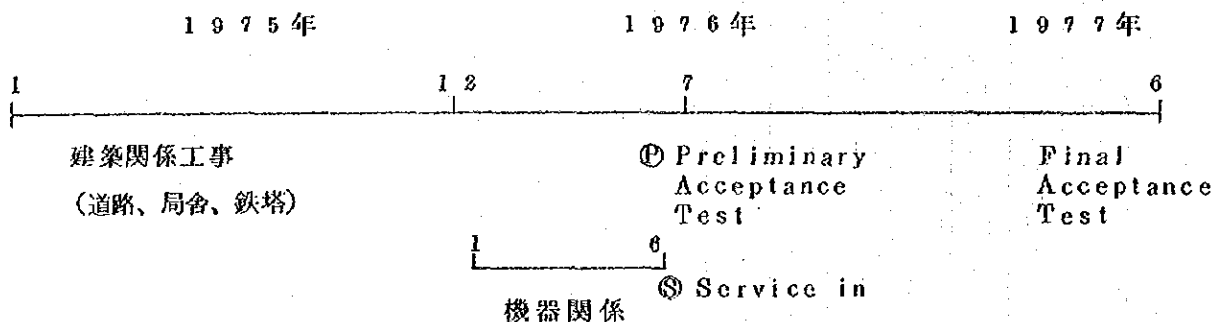 1975年 1976年 1977年
1 12 7 6
建築関係工事 Ⓟ Preliminary Final
(道路、局舎、鉄塔) Acceptance Acceptance
Test Test
1 6
Ⓢ Service in
機器関係